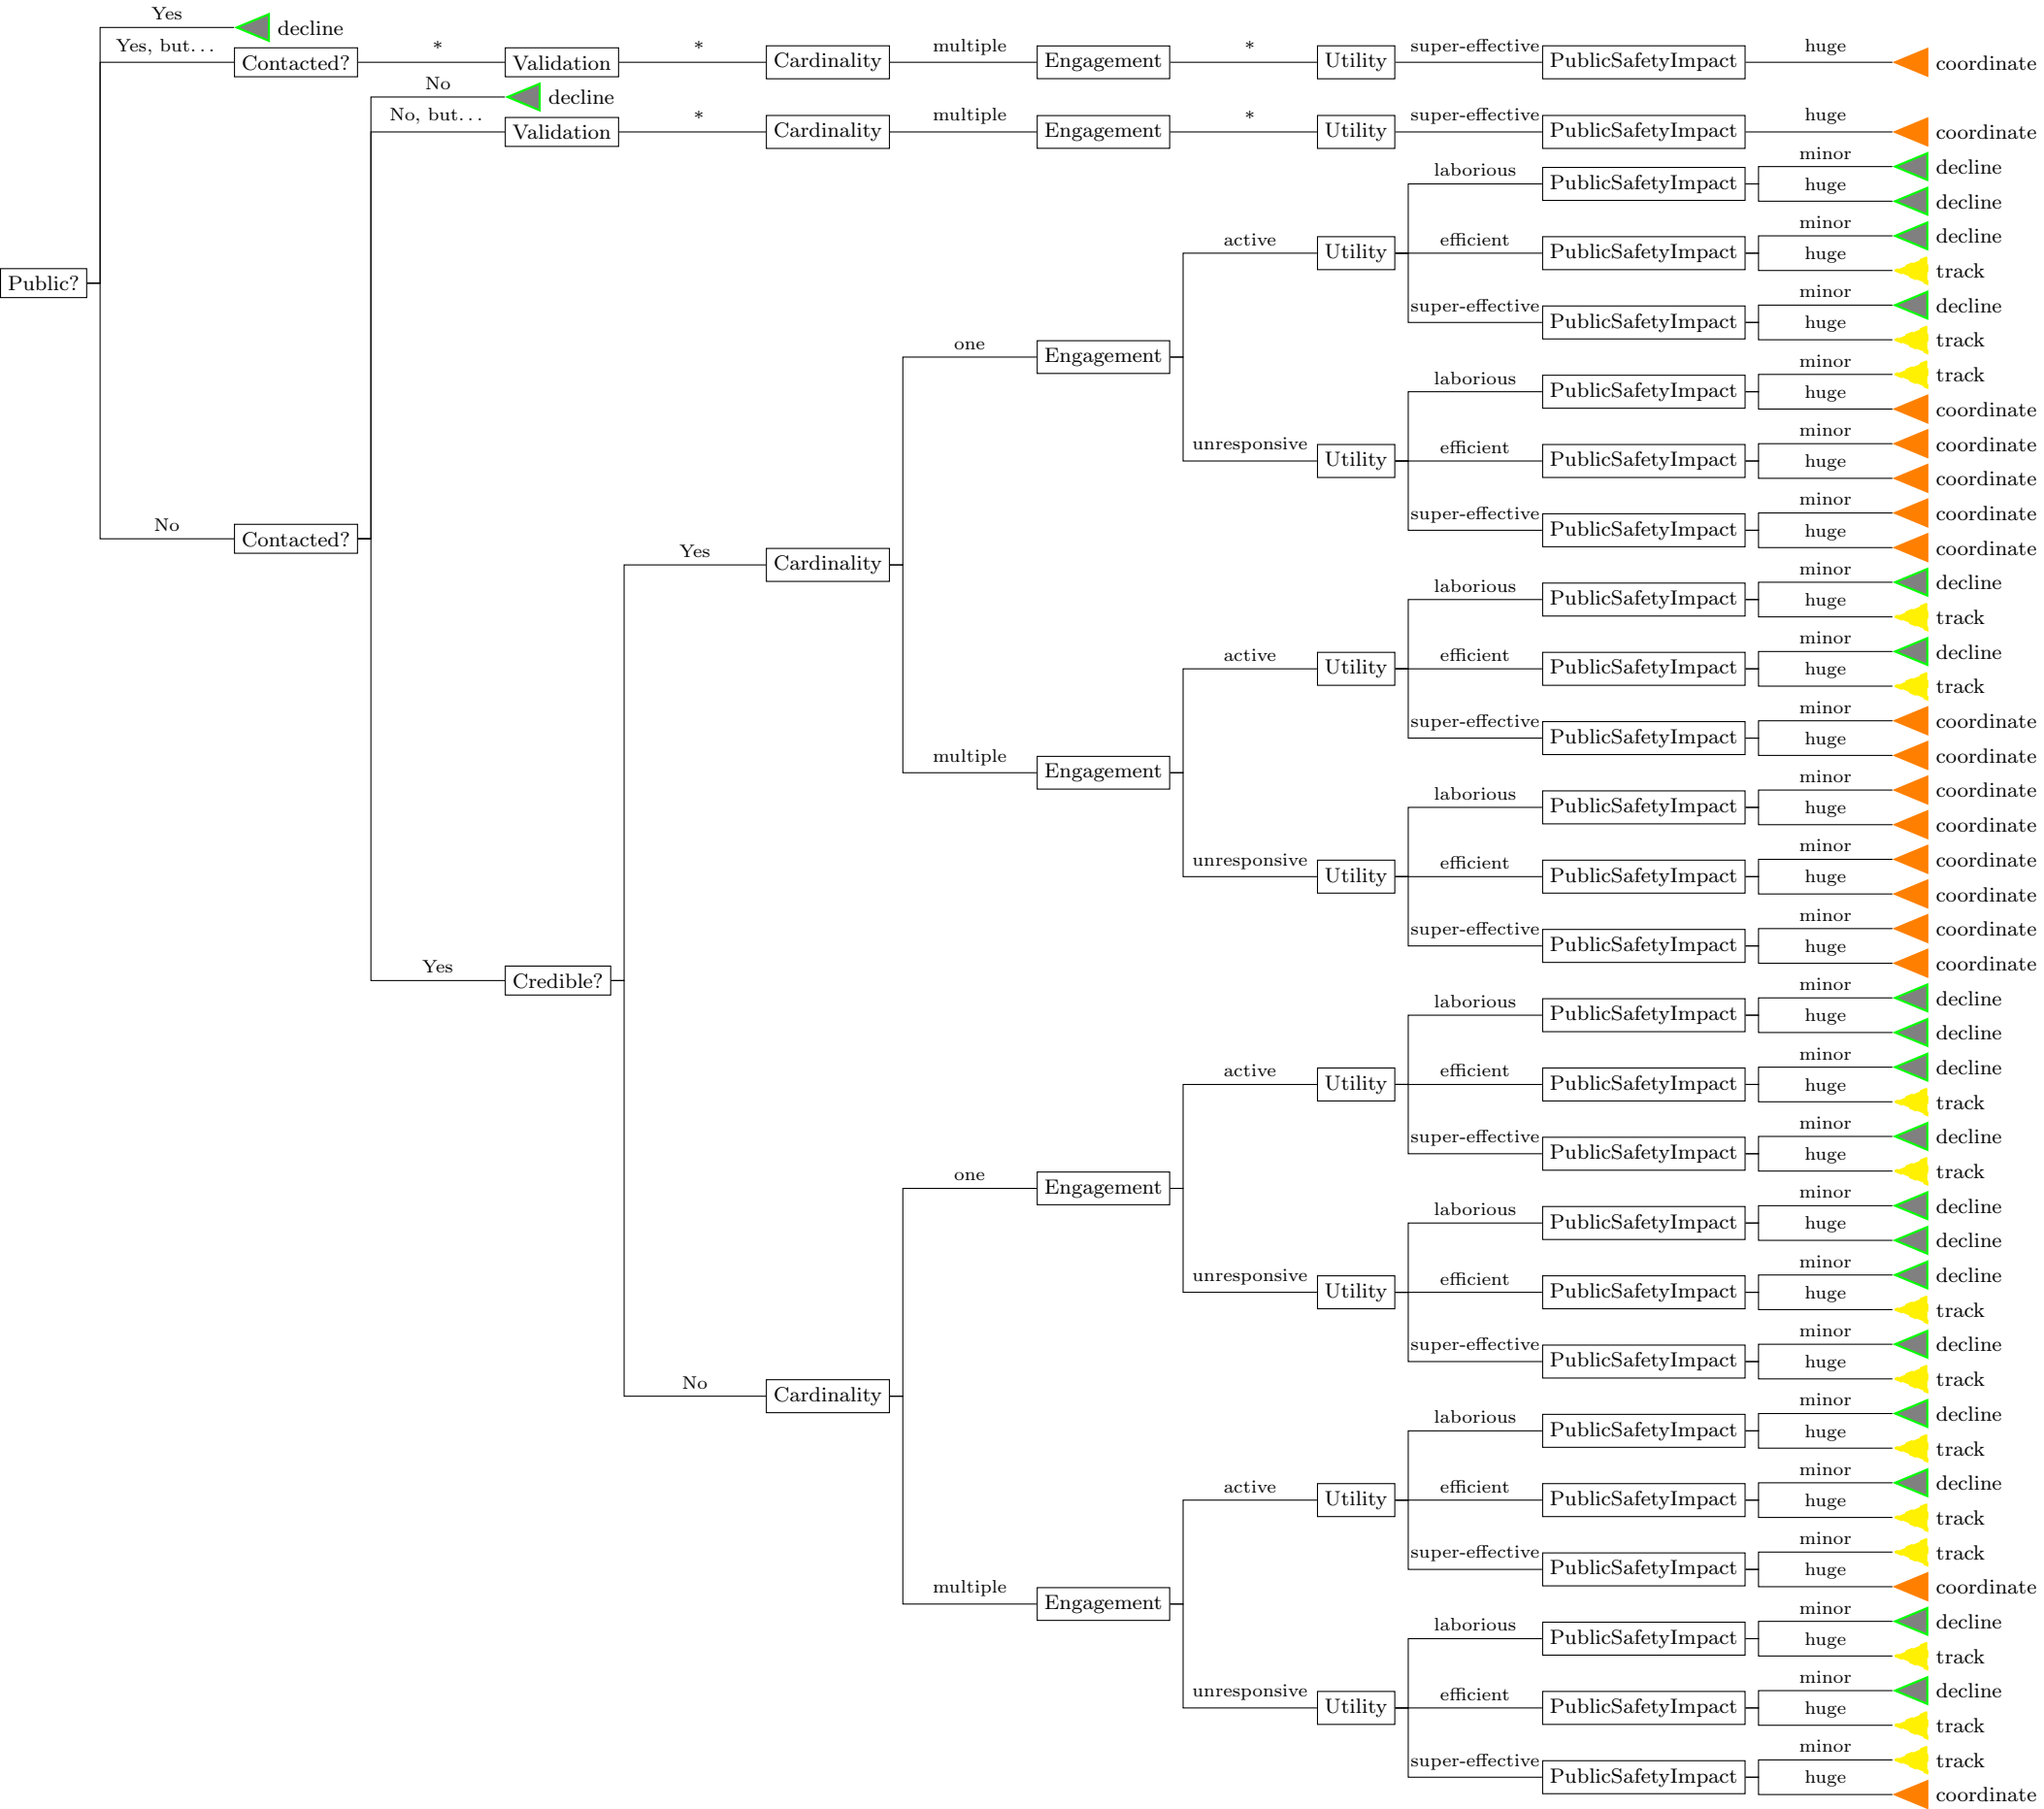 Yes
decline
Yes, but... * * multiple * super-effective huge
Contacted? Validation Cardinality Engagement Utility PublicSafetyImpact coordinate
No
decline
No, but... * multiple * super-effective huge
Validation Cardinality Engagement Utility PublicSafetyImpact coordinate
minor
laborious decline
PublicSafetyImpact huge
decline
minor
active efficient decline
Utility PublicSafetyImpact huge
track
Public?
minor
super-effective decline
PublicSafetyImpact huge
track
one
Engagement minor
laborious track
PublicSafetyImpact huge
coordinate
minor
unresponsive efficient coordinate
Utility PublicSafetyImpact huge
coordinate
minor
super-effective coordinate
No
Contacted? PublicSafetyImpact huge
coordinate
Yes
Cardinality minor
laborious decline
PublicSafetyImpact huge
track
minor
active efficient decline
Utility PublicSafetyImpact huge
track
minor
super-effective coordinate
PublicSafetyImpact huge
multiple coordinate
Engagement minor
laborious coordinate
PublicSafetyImpact huge
coordinate
minor
unresponsive efficient coordinate
Utility PublicSafetyImpact huge
coordinate
minor
super-effective coordinate
PublicSafetyImpact huge
Yes coordinate
Credible? minor
laborious decline
PublicSafetyImpact huge
decline
minor
active efficient decline
Utility PublicSafetyImpact huge
track
minor
super-effective decline
PublicSafetyImpact huge
one track
Engagement minor
laborious decline
PublicSafetyImpact huge
decline
minor
unresponsive efficient decline
Utility PublicSafetyImpact huge
track
minor
super-effective decline
PublicSafetyImpact huge
No track
Cardinality minor
laborious decline
PublicSafetyImpact huge
track
minor
active efficient decline
Utility PublicSafetyImpact huge
track
minor
super-effective track
PublicSafetyImpact huge
multiple coordinate
Engagement minor
laborious decline
PublicSafetyImpact huge
track
minor
unresponsive efficient decline
Utility PublicSafetyImpact huge
track
minor
super-effective track
PublicSafetyImpact huge
coordinate